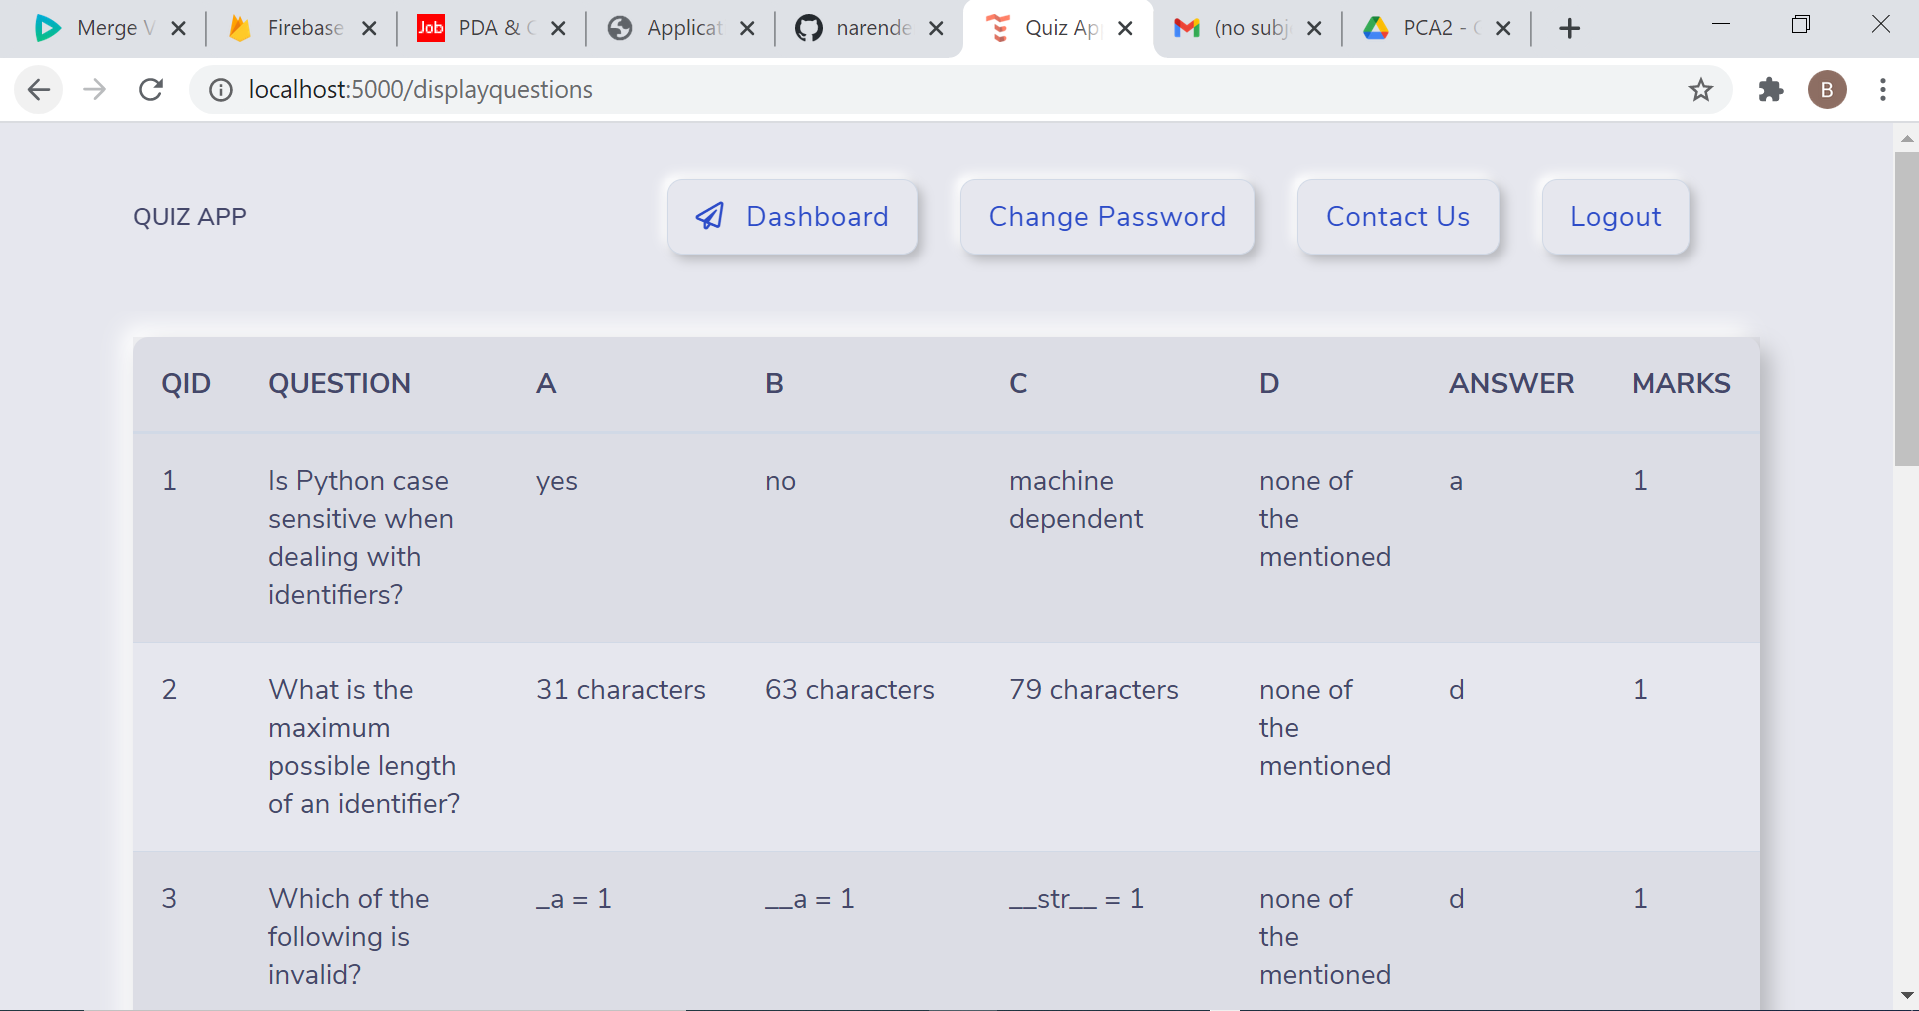 Merge V
Firebase
Job PDA & C
Applicat
narende
Quiz Ap
(no subj
PCA2 - G
localhost:5000/displayquestions
B
QUIZ APP
Dashboard
Change Password
Contact Us
Logout
QID QUESTION A B C D ANSWER MARKS
1 Is Python case yes no machine none of a 1
sensitive when dependent the
dealing with mentioned
identifiers?
2 What is the 31 characters 63 characters 79 characters none of d 1
maximum the
possible length mentioned
of an identifier?
3 Which of the _a = 1 __a = 1 __str__ = 1 none of d 1
following is the
invalid? mentioned